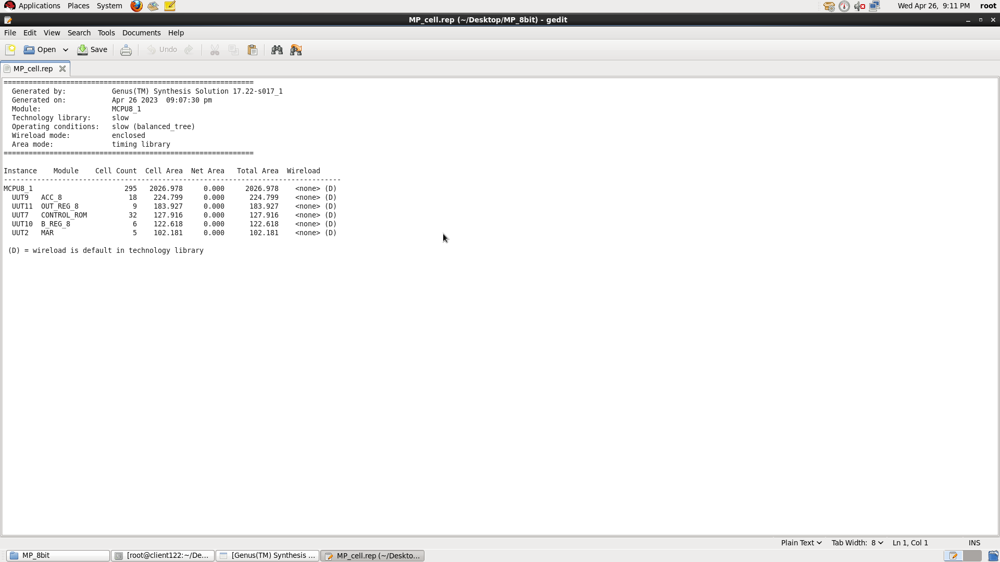 Applications Places System Wed Apr 26, 9:11 PM root
MP_cell.rep (~/Desktop/MP_8bit) - gedit
File Edit View Search Tools Documents Help
Open Save Undo
MP_cell.rep
============================================================
  Generated by:           Genus(TM) Synthesis Solution 17.22-s017_1
  Generated on:           Apr 26 2023  09:07:30 pm
  Module:                 MCPU8_1
  Technology library:     slow
  Operating conditions:   slow (balanced_tree)
  Wireload mode:          enclosed
  Area mode:              timing library
============================================================
Instance    Module    Cell Count  Cell Area  Net Area   Total Area  Wireload
---------------------------------------------------------------------------------
MCPU8_1                      295   2026.978     0.000     2026.978    <none> (D)
  UUT9   ACC_8                18    224.799     0.000      224.799    <none> (D)
  UUT11  OUT_REG_8             9    183.927     0.000      183.927    <none> (D)
  UUT7   CONTROL_ROM          32    127.916     0.000      127.916    <none> (D)
  UUT10  B_REG_8               6    122.618     0.000      122.618    <none> (D)
  UUT2   MAR                   5    102.181     0.000      102.181    <none> (D)
 (D) = wireload is default in technology library
Plain Text Tab Width: 8 Ln 1, Col 1 INS
MP_8bit [root@client122:~/De... [Genus(TM) Synthesis ... MP_cell.rep (~/Deskto...